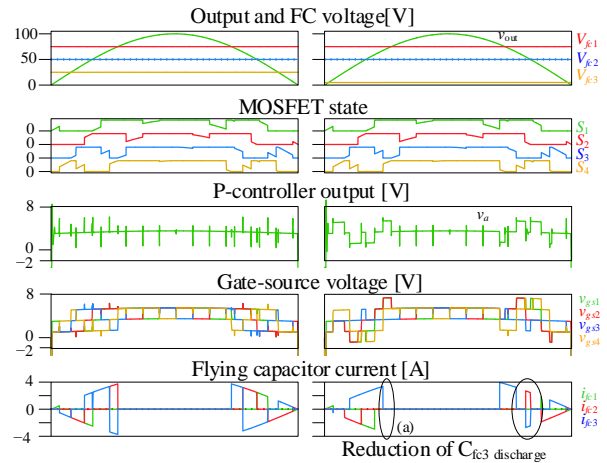 Output and FC voltage[V]
100
50
0
v_out
V_fc1
V_fc2
V_fc3
MOSFET state
0
0
0
0
S_1
S_2
S_3
S_4
P-controller output [V]
8
0
−2
v_a
Gate-source voltage [V]
8
0
−2
v_gs1
v_gs2
v_gs3
v_gs4
Flying capacitor current [A]
4
0
−4
(a)
i_fc1
i_fc2
i_fc3
Reduction of C_fc3 discharge